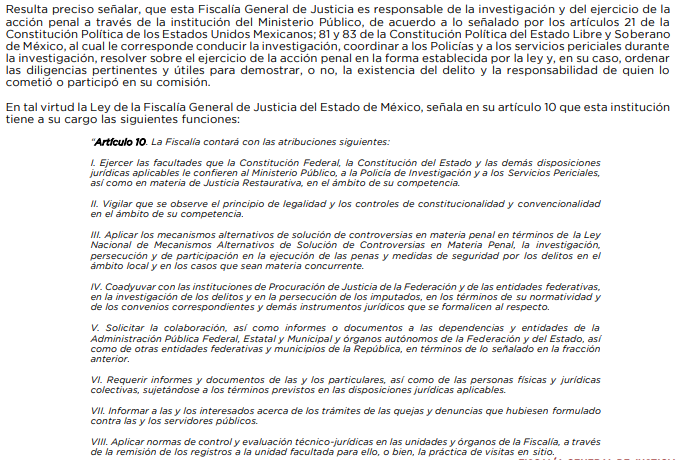 Resulta preciso señalar, que esta Fiscalía General de Justicia es responsable de la investigación y del ejercicio de la
acción penal a través de la institución del Ministerio Público, de acuerdo a lo señalado por los artículos 21 de la
Constitución Política de los Estados Unidos Mexicanos; 81 y 83 de la Constitución Política del Estado Libre y Soberano
de México, al cual le corresponde conducir la investigación, coordinar a los Policías y a los servicios periciales durante
la investigación, resolver sobre el ejercicio de la acción penal en la forma establecida por la ley y, en su caso, ordenar
las diligencias pertinentes y útiles para demostrar, o no, la existencia del delito y la responsabilidad de quien lo
cometió o participó en su comisión.
En tal virtud la Ley de la Fiscalía General de Justicia del Estado de México, señala en su artículo 10 que esta institución
tiene a su cargo las siguientes funciones:
"Artículo 10. La Fiscalía contará con las atribuciones siguientes:
I. Ejercer las facultades que la Constitución Federal, la Constitución del Estado y las demás disposiciones
jurídicas aplicables le confieren al Ministerio Público, a la Policía de Investigación y a los Servicios Periciales,
así como en materia de Justicia Restaurativa, en el ámbito de su competencia.
II. Vigilar que se observe el principio de legalidad y los controles de constitucionalidad y convencionalidad
en el ámbito de su competencia.
III. Aplicar los mecanismos alternativos de solución de controversias en materia penal en términos de la Ley
Nacional de Mecanismos Alternativos de Solución de Controversias en Materia Penal, la investigación,
persecución y de participación en la ejecución de las penas y medidas de seguridad por los delitos en el
ámbito local y en los casos que sean materia concurrente.
IV. Coadyuvar con las instituciones de Procuración de Justicia de la Federación y de las entidades federativas,
en la investigación de los delitos y en la persecución de los imputados, en los términos de su normatividad y
de los convenios correspondientes y demás instrumentos jurídicos que se formalicen al respecto.
V. Solicitar la colaboración, así como informes o documentos a las dependencias y entidades de la
Administración Pública Federal, Estatal y Municipal y órganos autónomos de la Federación y del Estado, así
como de otras entidades federativas y municipios de la República, en términos de lo señalado en la fracción
anterior.
VI. Requerir informes y documentos de las y los particulares, así como de las personas físicas y jurídicas
colectivas, sujetándose a los términos previstos en las disposiciones jurídicas aplicables.
VII. Informar a las y los interesados acerca de los trámites de las quejas y denuncias que hubiesen formulado
contra las y los servidores públicos.
VIII. Aplicar normas de control y evaluación técnico-jurídicas en las unidades y órganos de la Fiscalía, a través
de la remisión de los registros a la unidad facultada para ello, o bien, la práctica de visitas en sitio.